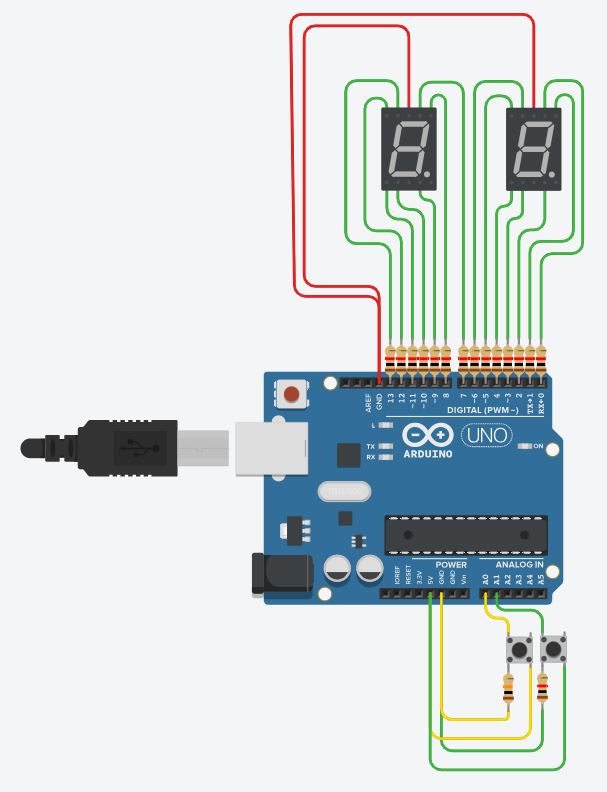 AREF
GND
13
12
~11
~10
~9
8
7
~6
~5
4
~3
2
TX→1
RX←0
DIGITAL (PWM~)
L
TX
RX
ARDUINO
UNO
ON
POWER
ANALOG IN
IOREF
RESET
3.3V
5V
GND
GND
Vin
A0
A1
A2
A3
A4
A5